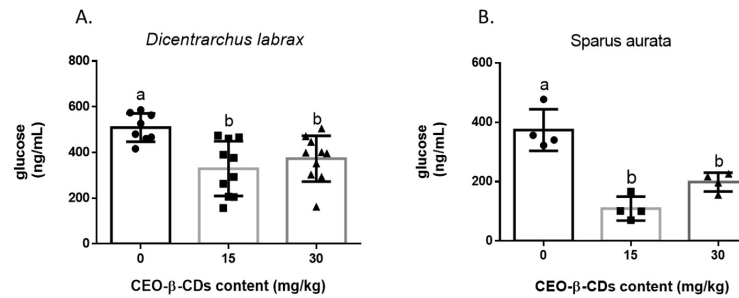 A.
Dicentrarchus labrax
800
600
400
200
0
glucose
(ng/mL)
a
b
b
0 15 30
CEO-β-CDs content (mg/kg)
B.
Sparus aurata
600
400
200
0
glucose
(ng/mL)
a
b
b
0 15 30
CEO-β-CDs content (mg/kg)